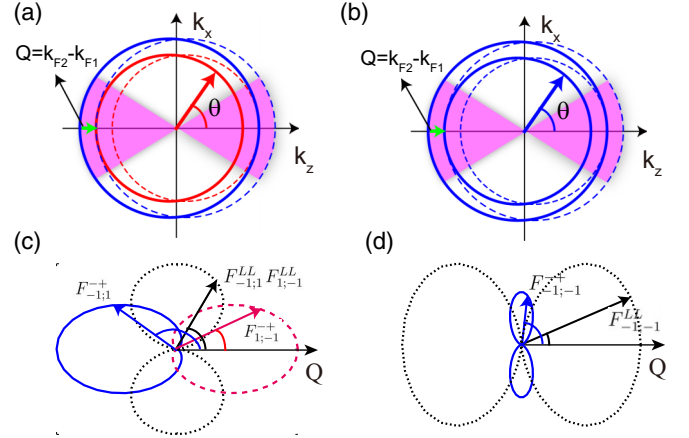 (a)
k_x
Q=k_F2-k_F1
θ
k_z
(b)
k_x
Q=k_F2-k_F1
θ
k_z
(c)
F^{-+}_{-1;1}
F^{LL}_{-1;1} F^{LL}_{1;-1}
F^{-+}_{1;-1}
Q
(d)
F^{-+}_{-1;-1}
F^{LL}_{-1;-1}
Q